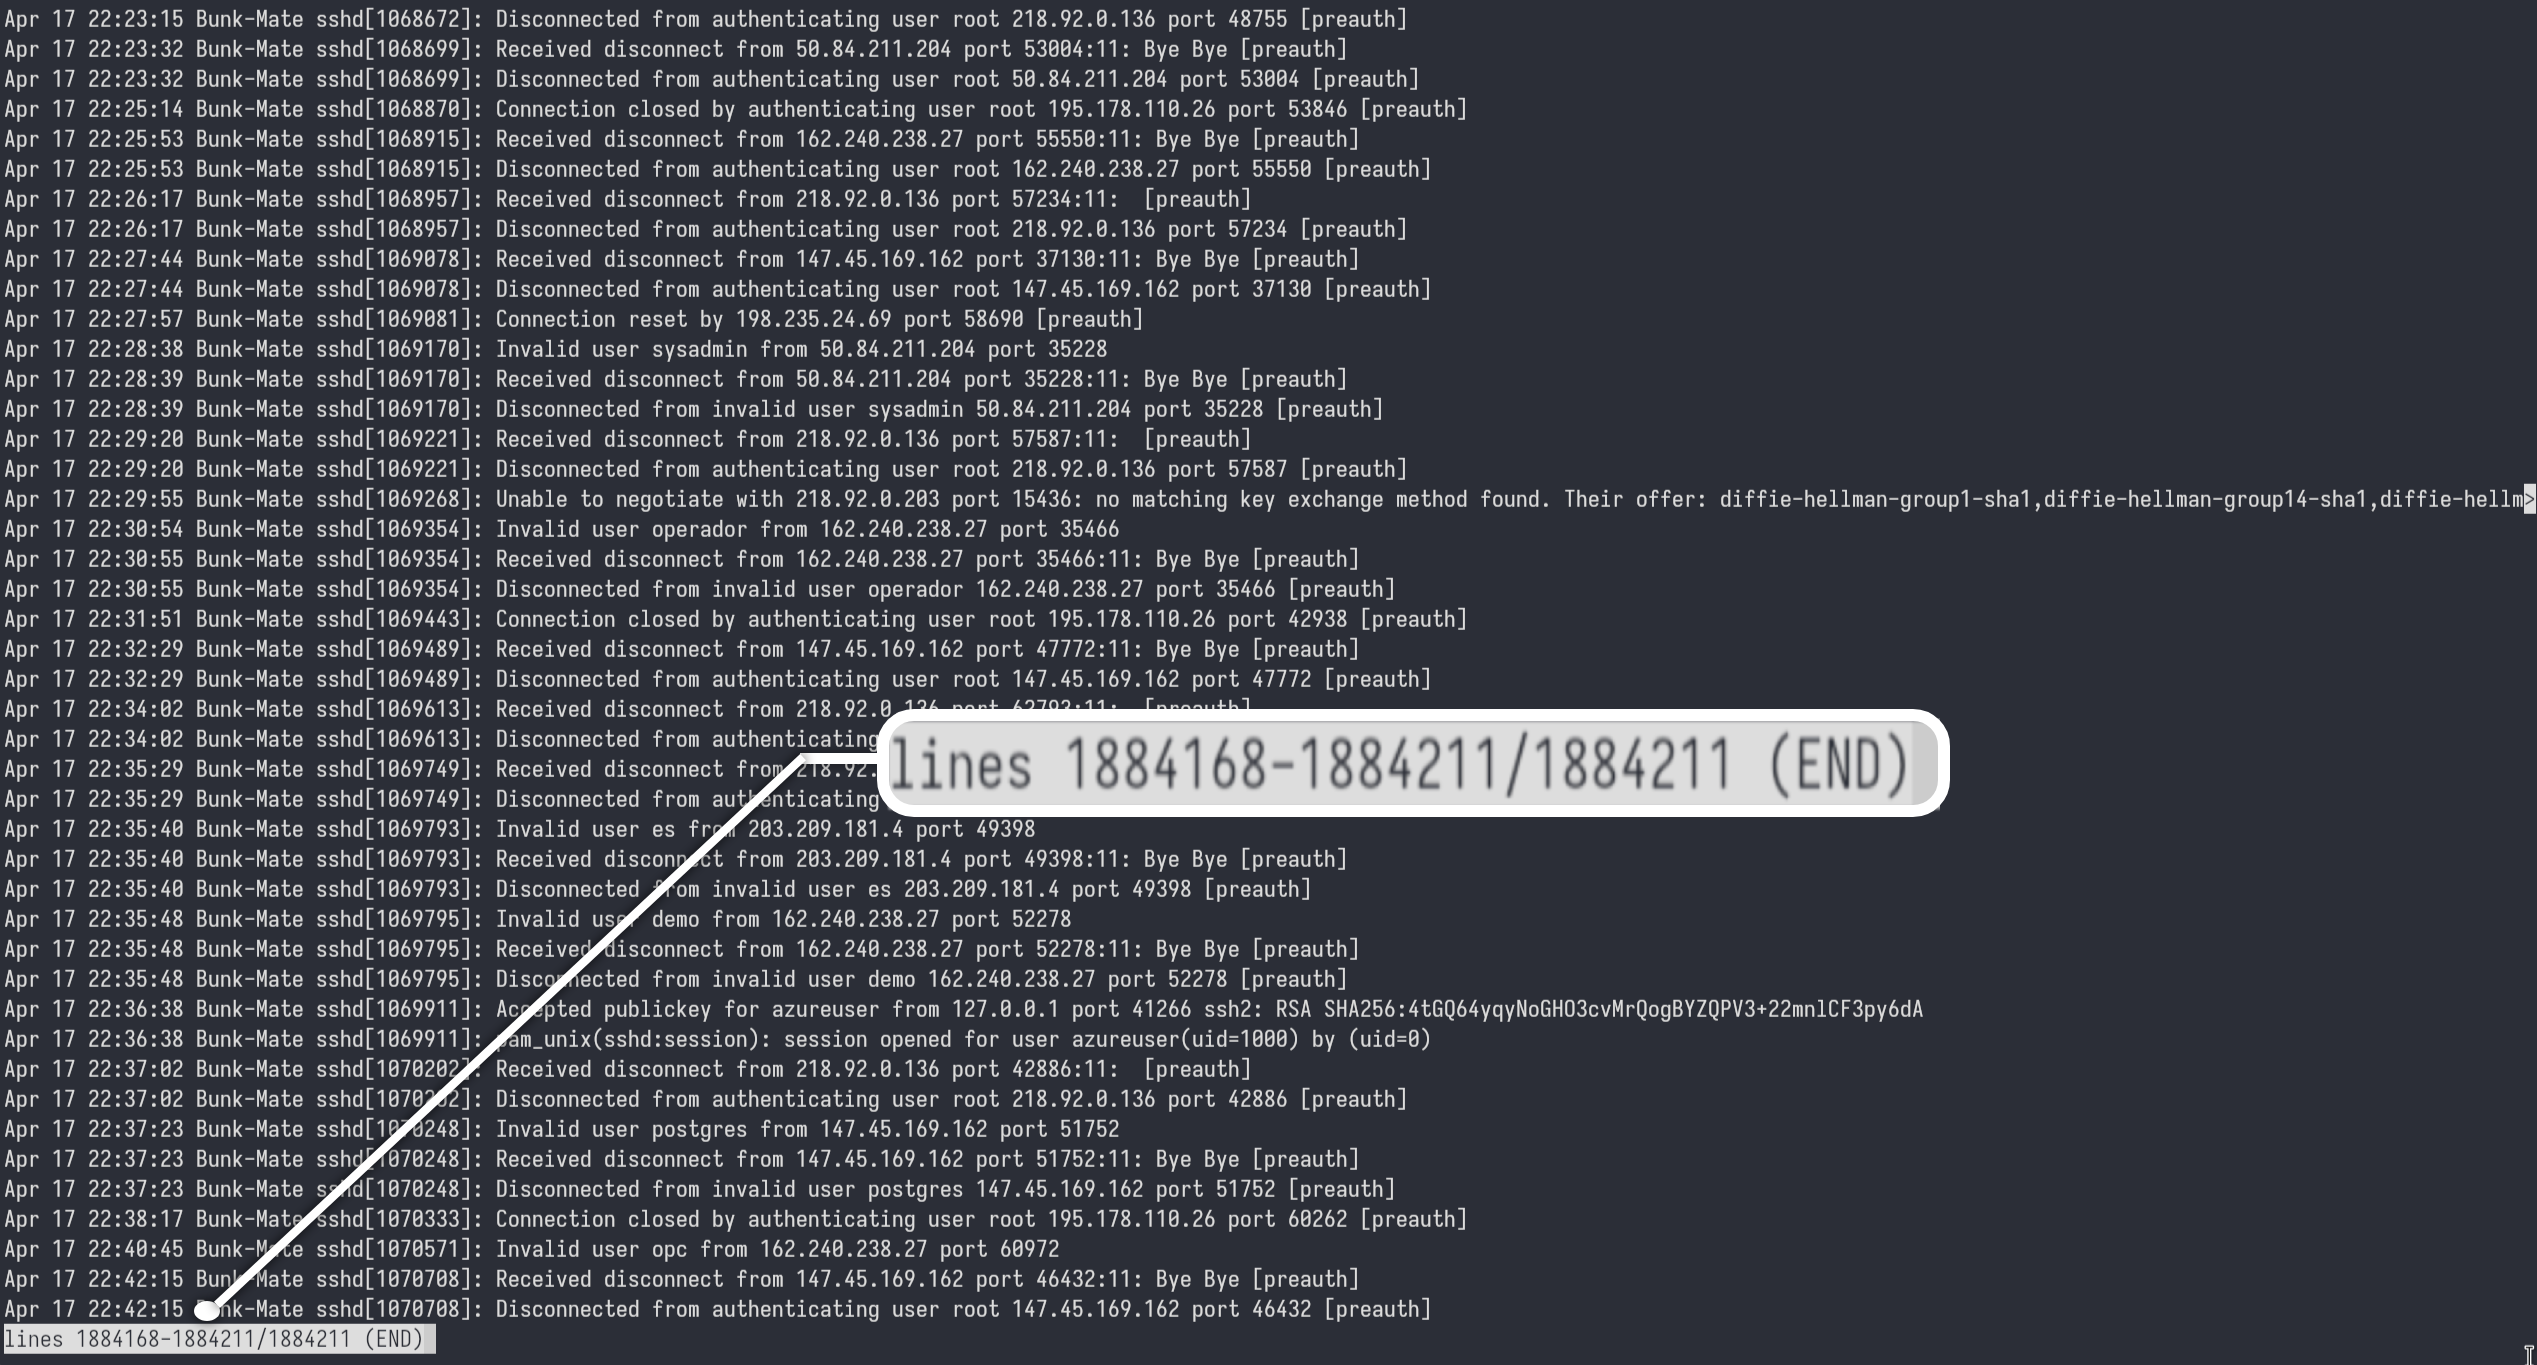 Apr 17 22:23:15 Bunk-Mate sshd[1068672]: Disconnected from authenticating user root 218.92.0.136 port 48755 [preauth]
Apr 17 22:23:32 Bunk-Mate sshd[1068699]: Received disconnect from 50.84.211.204 port 53004:11: Bye Bye [preauth]
Apr 17 22:23:32 Bunk-Mate sshd[1068699]: Disconnected from authenticating user root 50.84.211.204 port 53004 [preauth]
Apr 17 22:25:14 Bunk-Mate sshd[1068870]: Connection closed by authenticating user root 195.178.110.26 port 53846 [preauth]
Apr 17 22:25:53 Bunk-Mate sshd[1068915]: Received disconnect from 162.240.238.27 port 55550:11: Bye Bye [preauth]
Apr 17 22:25:53 Bunk-Mate sshd[1068915]: Disconnected from authenticating user root 162.240.238.27 port 55550 [preauth]
Apr 17 22:26:17 Bunk-Mate sshd[1068957]: Received disconnect from 218.92.0.136 port 57234:11:  [preauth]
Apr 17 22:26:17 Bunk-Mate sshd[1068957]: Disconnected from authenticating user root 218.92.0.136 port 57234 [preauth]
Apr 17 22:27:44 Bunk-Mate sshd[1069078]: Received disconnect from 147.45.169.162 port 37130:11: Bye Bye [preauth]
Apr 17 22:27:44 Bunk-Mate sshd[1069078]: Disconnected from authenticating user root 147.45.169.162 port 37130 [preauth]
Apr 17 22:27:57 Bunk-Mate sshd[1069081]: Connection reset by 198.235.24.69 port 58690 [preauth]
Apr 17 22:28:38 Bunk-Mate sshd[1069170]: Invalid user sysadmin from 50.84.211.204 port 35228
Apr 17 22:28:39 Bunk-Mate sshd[1069170]: Received disconnect from 50.84.211.204 port 35228:11: Bye Bye [preauth]
Apr 17 22:28:39 Bunk-Mate sshd[1069170]: Disconnected from invalid user sysadmin 50.84.211.204 port 35228 [preauth]
Apr 17 22:29:20 Bunk-Mate sshd[1069221]: Received disconnect from 218.92.0.136 port 57587:11:  [preauth]
Apr 17 22:29:20 Bunk-Mate sshd[1069221]: Disconnected from authenticating user root 218.92.0.136 port 57587 [preauth]
Apr 17 22:29:55 Bunk-Mate sshd[1069268]: Unable to negotiate with 218.92.0.203 port 15436: no matching key exchange method found. Their offer: diffie-hellman-group1-sha1,diffie-hellman-group14-sha1,diffie-hellm>
Apr 17 22:30:54 Bunk-Mate sshd[1069354]: Invalid user operador from 162.240.238.27 port 35466
Apr 17 22:30:55 Bunk-Mate sshd[1069354]: Received disconnect from 162.240.238.27 port 35466:11: Bye Bye [preauth]
Apr 17 22:30:55 Bunk-Mate sshd[1069354]: Disconnected from invalid user operador 162.240.238.27 port 35466 [preauth]
Apr 17 22:31:51 Bunk-Mate sshd[1069443]: Connection closed by authenticating user root 195.178.110.26 port 42938 [preauth]
Apr 17 22:32:29 Bunk-Mate sshd[1069489]: Received disconnect from 147.45.169.162 port 47772:11: Bye Bye [preauth]
Apr 17 22:32:29 Bunk-Mate sshd[1069489]: Disconnected from authenticating user root 147.45.169.162 port 47772 [preauth]
Apr 17 22:34:02 Bunk-Mate sshd[1069613]: Received disconnect from 218.92.0.136 port 62793:11:  [preauth]
Apr 17 22:34:02 Bunk-Mate sshd[1069613]: Disconnected from authenticating
lines 1884168-1884211/1884211 (END)
Apr 17 22:35:29 Bunk-Mate sshd[1069749]: Received disconnect from 218.92.
Apr 17 22:35:29 Bunk-Mate sshd[1069749]: Disconnected from authenticating
Apr 17 22:35:40 Bunk-Mate sshd[1069793]: Invalid user es from 203.209.181.4 port 49398
Apr 17 22:35:40 Bunk-Mate sshd[1069793]: Received disconnect from 203.209.181.4 port 49398:11: Bye Bye [preauth]
Apr 17 22:35:40 Bunk-Mate sshd[1069793]: Disconnected from invalid user es 203.209.181.4 port 49398 [preauth]
Apr 17 22:35:48 Bunk-Mate sshd[1069795]: Invalid user demo from 162.240.238.27 port 52278
Apr 17 22:35:48 Bunk-Mate sshd[1069795]: Received disconnect from 162.240.238.27 port 52278:11: Bye Bye [preauth]
Apr 17 22:35:48 Bunk-Mate sshd[1069795]: Disconnected from invalid user demo 162.240.238.27 port 52278 [preauth]
Apr 17 22:36:38 Bunk-Mate sshd[1069911]: Accepted publickey for azureuser from 127.0.0.1 port 41266 ssh2: RSA SHA256:4tGQ64yqyNoGHO3cvMrQogBYZQPV3+22mnlCF3py6dA
Apr 17 22:36:38 Bunk-Mate sshd[1069911]: pam_unix(sshd:session): session opened for user azureuser(uid=1000) by (uid=0)
Apr 17 22:37:02 Bunk-Mate sshd[1070202]: Received disconnect from 218.92.0.136 port 42886:11:  [preauth]
Apr 17 22:37:02 Bunk-Mate sshd[1070202]: Disconnected from authenticating user root 218.92.0.136 port 42886 [preauth]
Apr 17 22:37:23 Bunk-Mate sshd[1070248]: Invalid user postgres from 147.45.169.162 port 51752
Apr 17 22:37:23 Bunk-Mate sshd[1070248]: Received disconnect from 147.45.169.162 port 51752:11: Bye Bye [preauth]
Apr 17 22:37:23 Bunk-Mate sshd[1070248]: Disconnected from invalid user postgres 147.45.169.162 port 51752 [preauth]
Apr 17 22:38:17 Bunk-Mate sshd[1070333]: Connection closed by authenticating user root 195.178.110.26 port 60262 [preauth]
Apr 17 22:40:45 Bunk-Mate sshd[1070571]: Invalid user opc from 162.240.238.27 port 60972
Apr 17 22:42:15 Bunk-Mate sshd[1070708]: Received disconnect from 147.45.169.162 port 46432:11: Bye Bye [preauth]
Apr 17 22:42:15 Bunk-Mate sshd[1070708]: Disconnected from authenticating user root 147.45.169.162 port 46432 [preauth]
lines 1884168-1884211/1884211 (END)